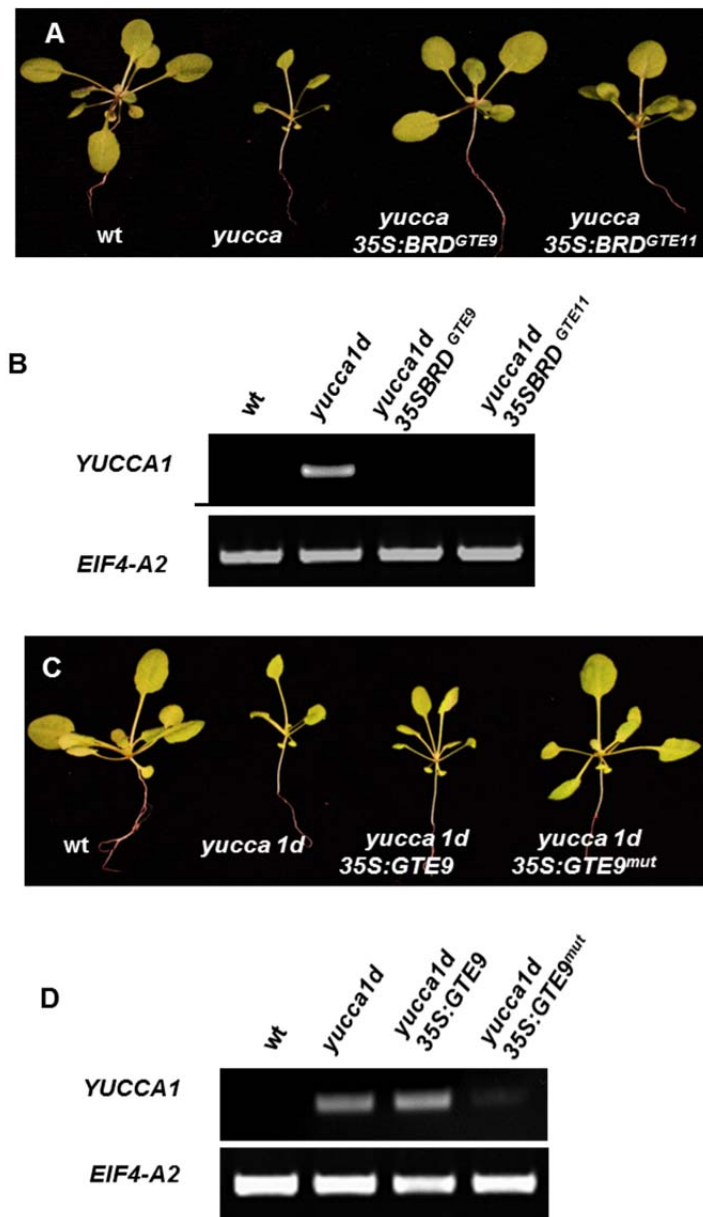 A
wt
yucca
yucca
35S:BRD^GTE9
yucca
35S:BRD^GTE11
B
wt
yucca1d
yucca1d
35SBRD^GTE9
yucca1d
35SBRD^GTE11
YUCCA1
EIF4-A2
C
wt
yucca 1d
yucca 1d
35S:GTE9
yucca 1d
35S:GTE9^mut
D
wt
yucca1d
yucca1d
35S:GTE9
yucca1d
35S:GTE9^mut
YUCCA1
EIF4-A2